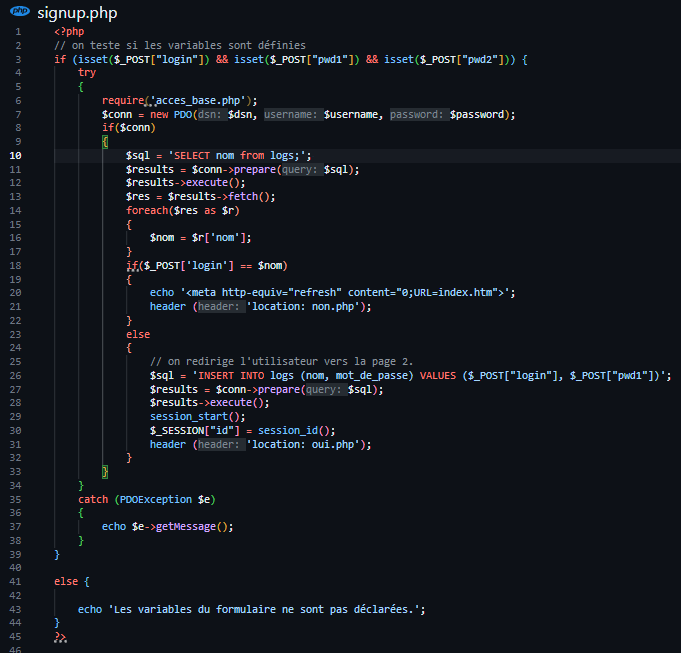 php signup.php
1 <?php
2 // on teste si les variables sont définies
3 if (isset($_POST["login"]) && isset($_POST["pwd1"]) && isset($_POST["pwd2"])) {
4 try
5 {
6 require('acces_base.php');
7 $conn = new PDO(dsn: $dsn, username: $username, password: $password);
8 if($conn)
9 {
10 $sql = 'SELECT nom from logs;';
11 $results = $conn->prepare(query: $sql);
12 $results->execute();
13 $res = $results->fetch();
14 foreach($res as $r)
15 {
16 $nom = $r['nom'];
17 }
18 if($_POST['login'] == $nom)
19 {
20 echo '<meta http-equiv="refresh" content="0;URL=index.htm">';
21 header (header: 'location: non.php');
22 }
23 else
24 {
25 // on redirige l'utilisateur vers la page 2.
26 $sql = 'INSERT INTO logs (nom, mot_de_passe) VALUES ($_POST["login"], $_POST["pwd1"])';
27 $results = $conn->prepare(query: $sql);
28 $results->execute();
29 session_start();
30 $_SESSION["id"] = session_id();
31 header (header: 'location: oui.php');
32 }
33 }
34 }
35 catch (PDOException $e)
36 {
37 echo $e->getMessage();
38 }
39 }
40
41 else {
42
43 echo 'Les variables du formulaire ne sont pas déclarées.';
44 }
45 ?>
46